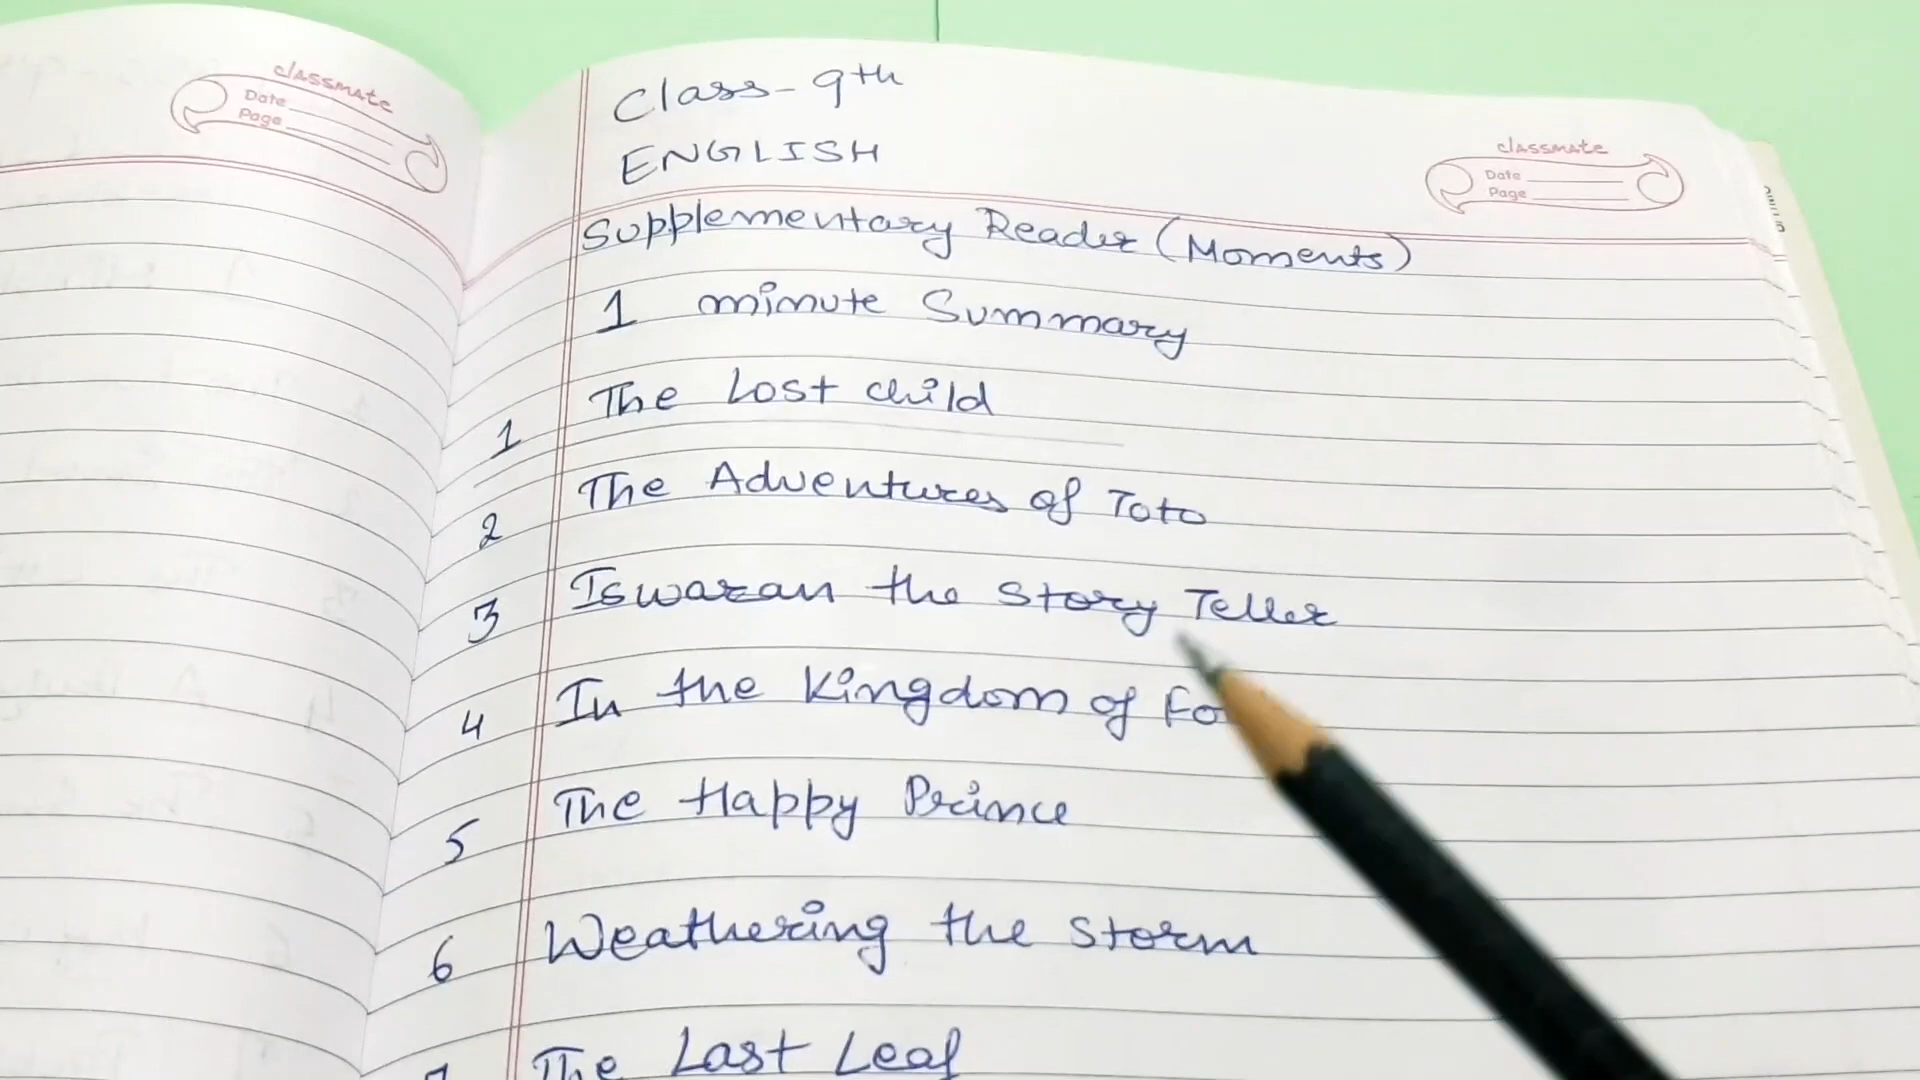 classmate
Date
Page
Class - 9th
ENGLISH
classmate
Date
Page
Supplementary Reader (Moments)
1 minute Summary
1 The Lost child
2 The Adventures of Toto
3 Iswaran the Story Teller
4 In the Kingdom of
5 The Happy Prince
6 Weathering the Storm
The Last Leaf